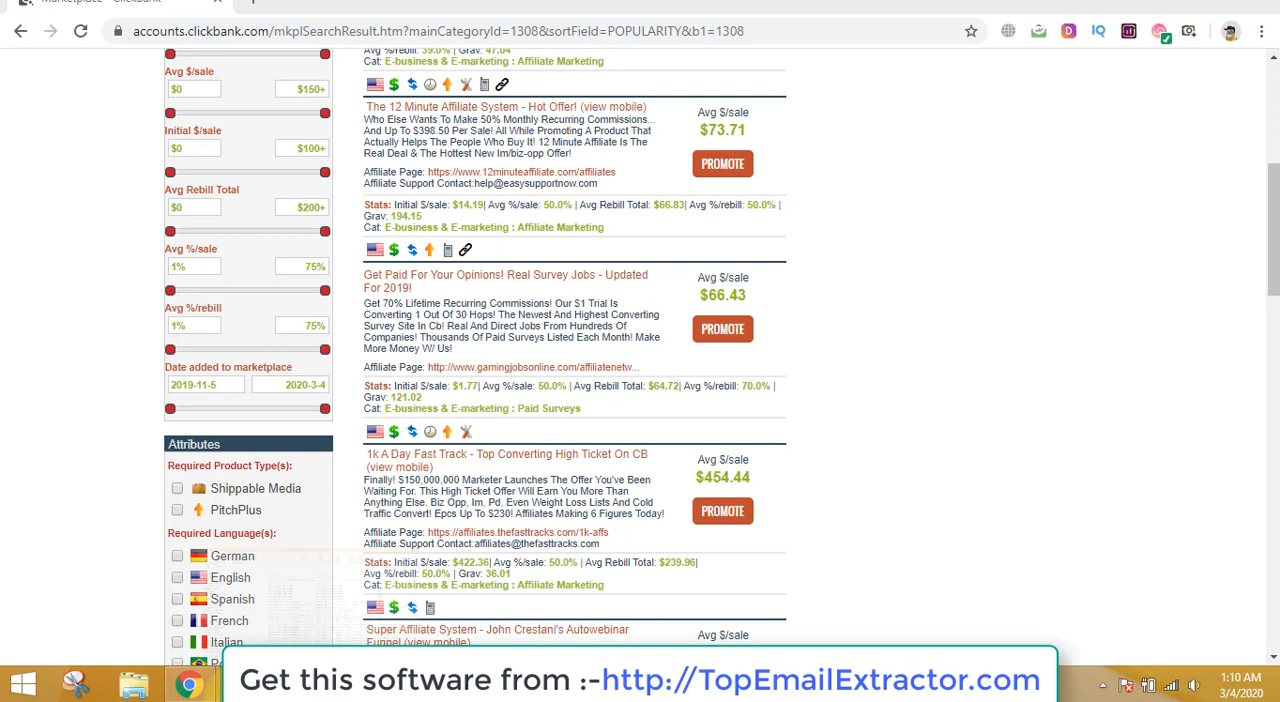 Marketplace - ClickBank
accounts.clickbank.com/mkplSearchResult.htm?mainCategoryId=1308&sortField=POPULARITY&b1=1308
Avg $/sale
$0 $150+
Initial $/sale
$0 $100+
Avg Rebill Total
$0 $200+
Avg %/sale
1% 75%
Avg %/rebill
1% 75%
Date added to marketplace
2019-11-5 2020-3-4
Attributes
Required Product Type(s):
Shippable Media
PitchPlus
Required Language(s):
German
English
Spanish
French
Italian
Avg %/rebill: 39.0% | Grav: 47.04
Cat: E-business & E-marketing : Affiliate Marketing
The 12 Minute Affiliate System - Hot Offer! (view mobile)
Who Else Wants To Make 50% Monthly Recurring Commissions...
And Up To $398.50 Per Sale! All While Promoting A Product That
Actually Helps The People Who Buy It! 12 Minute Affiliate Is The
Real Deal & The Hottest New Im/biz-opp Offer!
Affiliate Page: https://www.12minuteaffiliate.com/affiliates
Affiliate Support Contact:help@easysupportnow.com
Avg $/sale
$73.71
PROMOTE
Stats: Initial $/sale: $14.19| Avg %/sale: 50.0% | Avg Rebill Total: $66.83| Avg %/rebill: 50.0% |
Grav: 194.15
Cat: E-business & E-marketing : Affiliate Marketing
Get Paid For Your Opinions! Real Survey Jobs - Updated
For 2019!
Get 70% Lifetime Recurring Commissions! Our $1 Trial Is
Converting 1 Out Of 30 Hops! The Newest And Highest Converting
Survey Site In Cb! Real And Direct Jobs From Hundreds Of
Companies! Thousands Of Paid Surveys Listed Each Month! Make
More Money W/ Us!
Affiliate Page: http://www.gamingjobsonline.com/affiliatenetw...
Avg $/sale
$66.43
PROMOTE
Stats: Initial $/sale: $1.77| Avg %/sale: 50.0% | Avg Rebill Total: $64.72| Avg %/rebill: 70.0% |
Grav: 121.02
Cat: E-business & E-marketing : Paid Surveys
1k A Day Fast Track - Top Converting High Ticket On CB
(view mobile)
Finally! $150,000,000 Marketer Launches The Offer You've Been
Waiting For. This High Ticket Offer Will Earn You More Than
Anything Else. Biz Opp, Im, Pd, Even Weight Loss Lists And Cold
Traffic Convert! Epcs Up To $230! Affiliates Making 6 Figures Today!
Affiliate Page: https://affiliates.thefasttracks.com/1k-affs
Affiliate Support Contact:affiliates@thefasttracks.com
Avg $/sale
$454.44
PROMOTE
Stats: Initial $/sale: $422.36| Avg %/sale: 50.0% | Avg Rebill Total: $239.96|
Avg %/rebill: 50.0% | Grav: 36.01
Cat: E-business & E-marketing : Affiliate Marketing
Super Affiliate System - John Crestani's Autowebinar
Funnel (view mobile)
Avg $/sale
Get this software from :-http://TopEmailExtractor.com
1:10 AM
3/4/2020